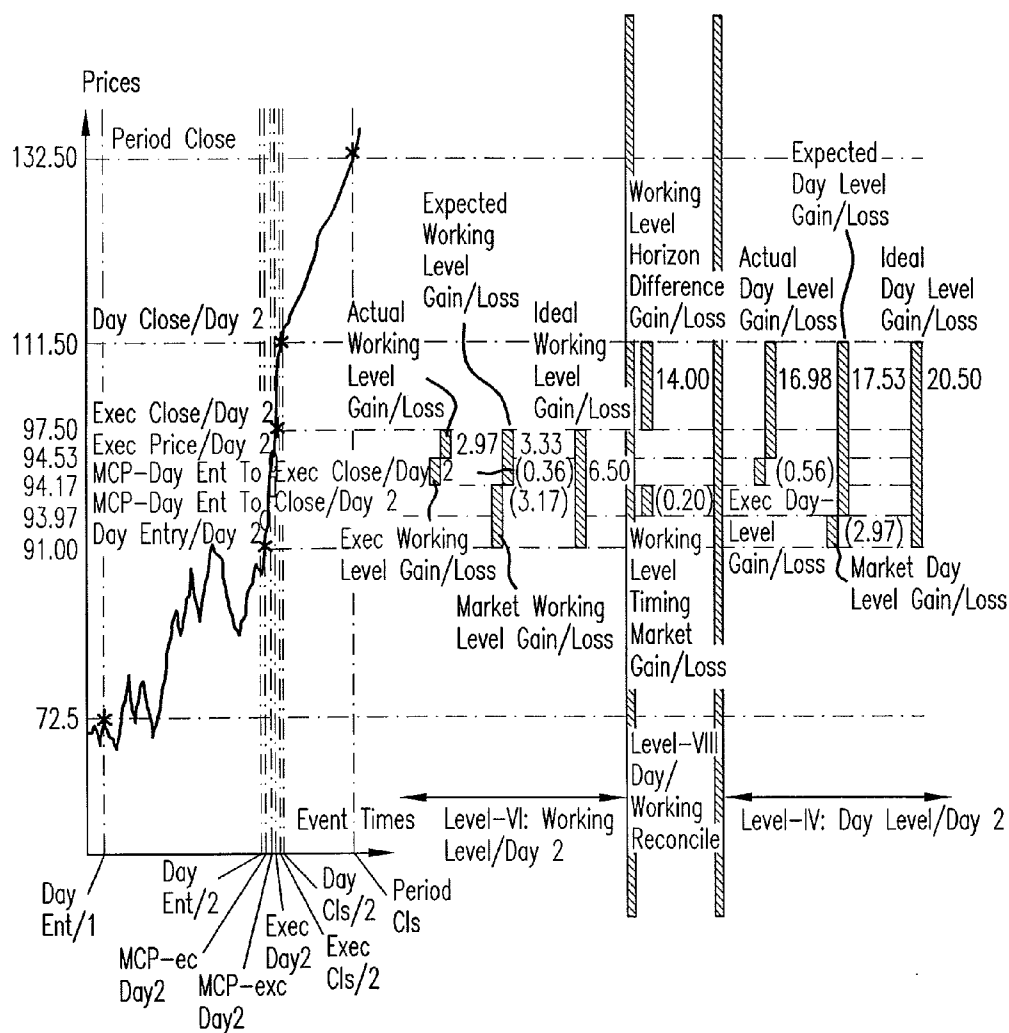 Prices
Period Close
132.50
Day Close/Day 2
111.50
Exec Close/Day 2
97.50
Exec Price/Day 2
94.53
MCP-Day Ent To Exec Close/Day 2
94.17
MCP-Day Ent To Close/Day 2
93.97
Day Entry/Day 2
91.00
72.5
Actual
Working
Level
Gain/Loss
Expected
Working
Level
Gain/Loss
Ideal
Working
Level
Gain/Loss
2.97
3.33
(0.36)
6.50
(3.17)
Exec Working
Level Gain/Loss
Market Working
Level Gain/Loss
Working
Level
Horizon
Difference
Gain/Loss
14.00
(0.20)
Working
Level
Timing
Market
Gain/Loss
Level-VIII
Day/
Working
Reconcile
Expected
Day Level
Gain/Loss
Actual
Day Level
Gain/Loss
Ideal
Day Level
Gain/Loss
16.98
17.53
20.50
(0.56)
Exec Day-
Level
Gain/Loss
(2.97)
Market Day
Level Gain/Loss
Event Times
Level-VI: Working
Level/Day 2
Level-IV: Day Level/Day 2
Day
Ent/1
Day
Ent/2
MCP-ec
Day2
MCP-exc
Day2
Exec
Day2
Exec
Cls/2
Day
Cls/2
Period
Cls